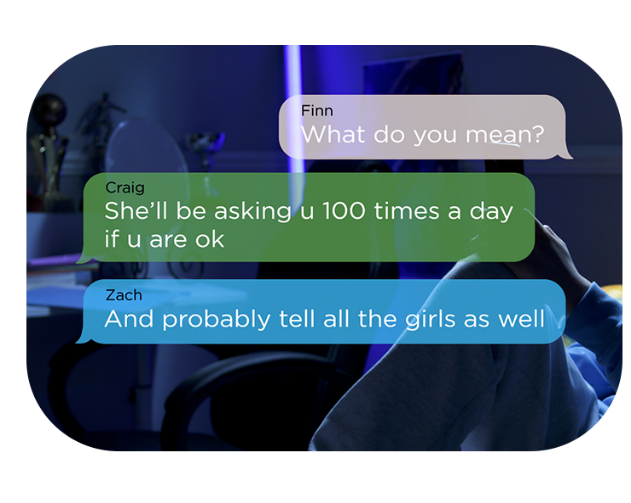 Finn
What do you mean?
Craig
She'll be asking u 100 times a day
if u are ok
Zach
And probably tell all the girls as well